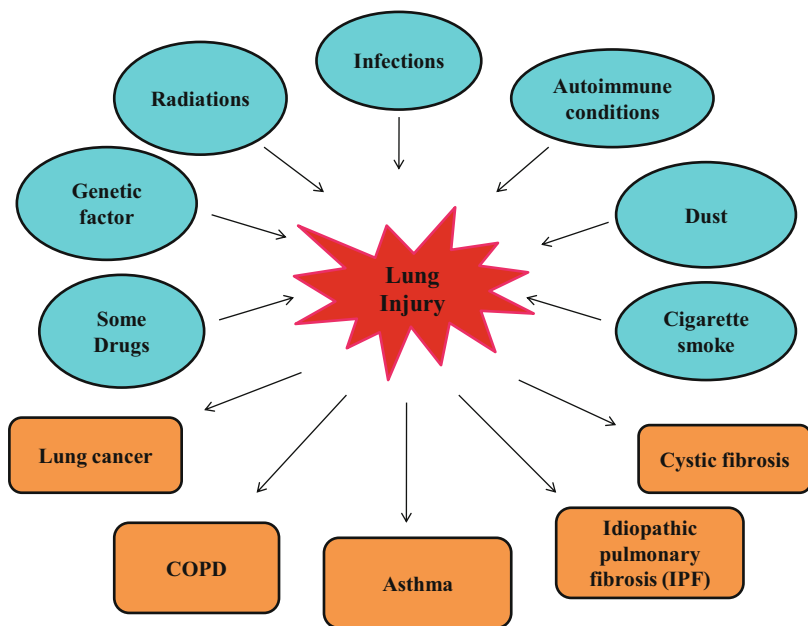 Infections
Radiations
Autoimmune
conditions
Genetic
factor
Dust
Lung
Injury
Some
Drugs
Cigarette
smoke
Lung cancer
Cystic fibrosis
COPD
Asthma
Idiopathic
pulmonary
fibrosis (IPF)